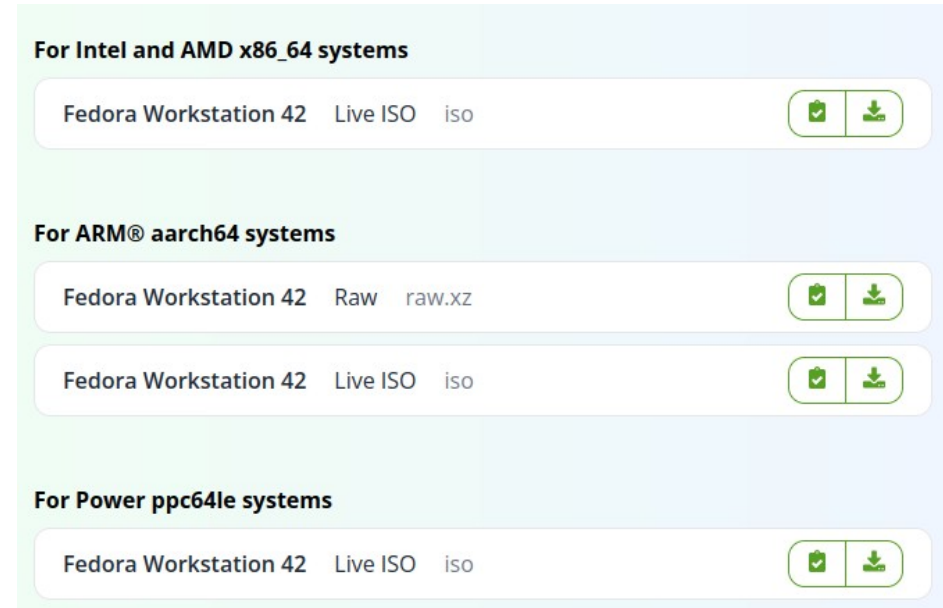 For Intel and AMD x86_64 systems
Fedora Workstation 42 Live ISO iso
For ARM® aarch64 systems
Fedora Workstation 42 Raw raw.xz
Fedora Workstation 42 Live ISO iso
For Power ppc64le systems
Fedora Workstation 42 Live ISO iso